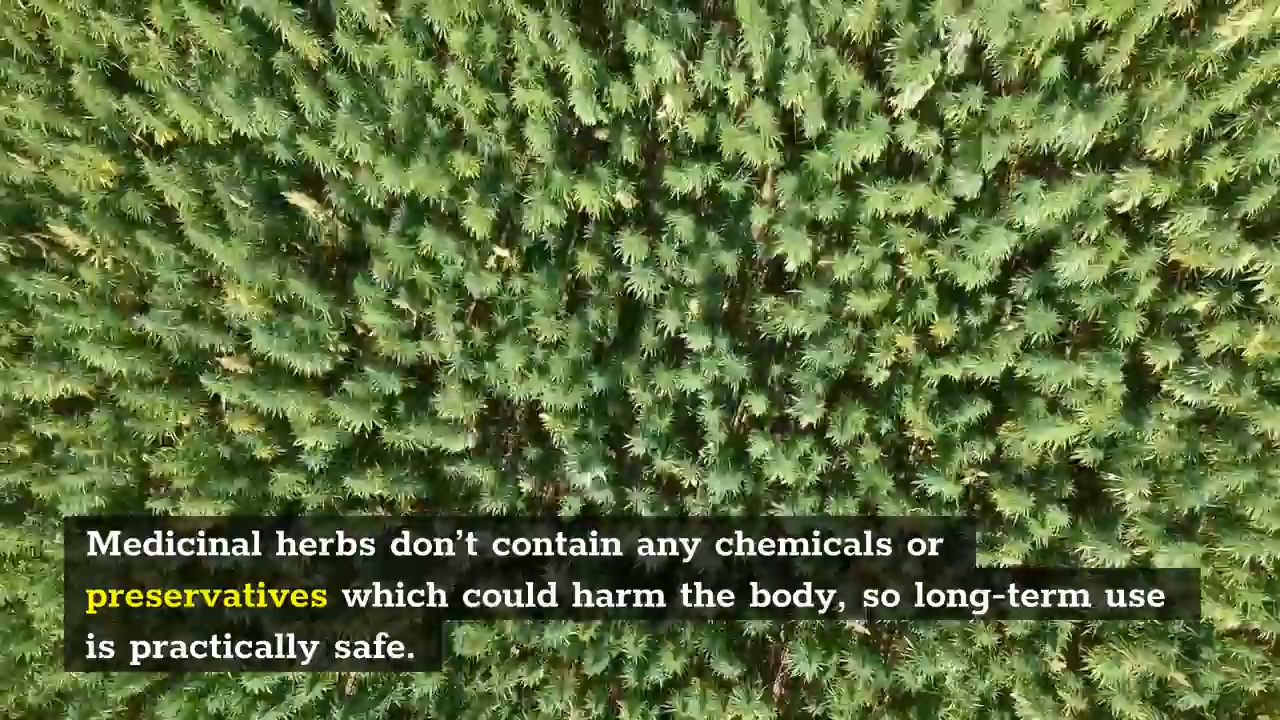 Medicinal herbs don't contain any chemicals or
preservatives which could harm the body, so long-term use
is practically safe.